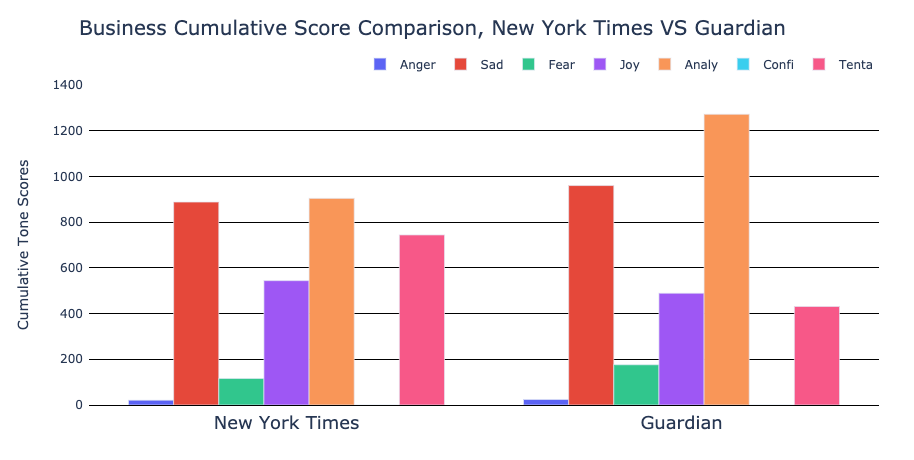 Business Cumulative Score Comparison, New York Times VS Guardian
Anger Sad Fear Joy Analy Confi Tenta
1400
1200
1000
800
600
400
200
0
Cumulative Tone Scores
New York Times Guardian